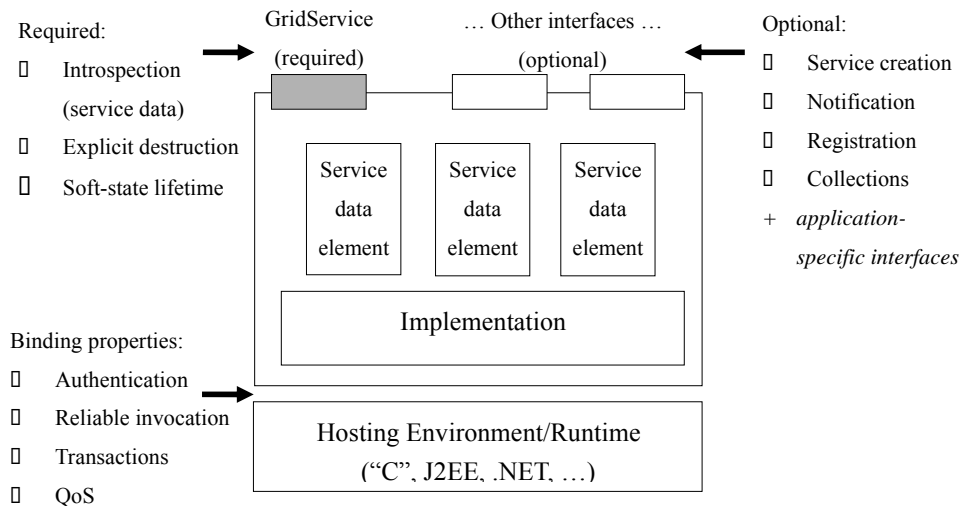 Required:
▯ Introspection
(service data)
▯ Explicit destruction
▯ Soft-state lifetime
GridService
(required)
… Other interfaces …
(optional)
Optional:
▯ Service creation
▯ Notification
▯ Registration
▯ Collections
+ application-
specific interfaces
Service
data
element
Service
data
element
Service
data
element
Implementation
Binding properties:
▯ Authentication
▯ Reliable invocation
▯ Transactions
▯ QoS
Hosting Environment/Runtime
(“C”, J2EE, .NET, …)